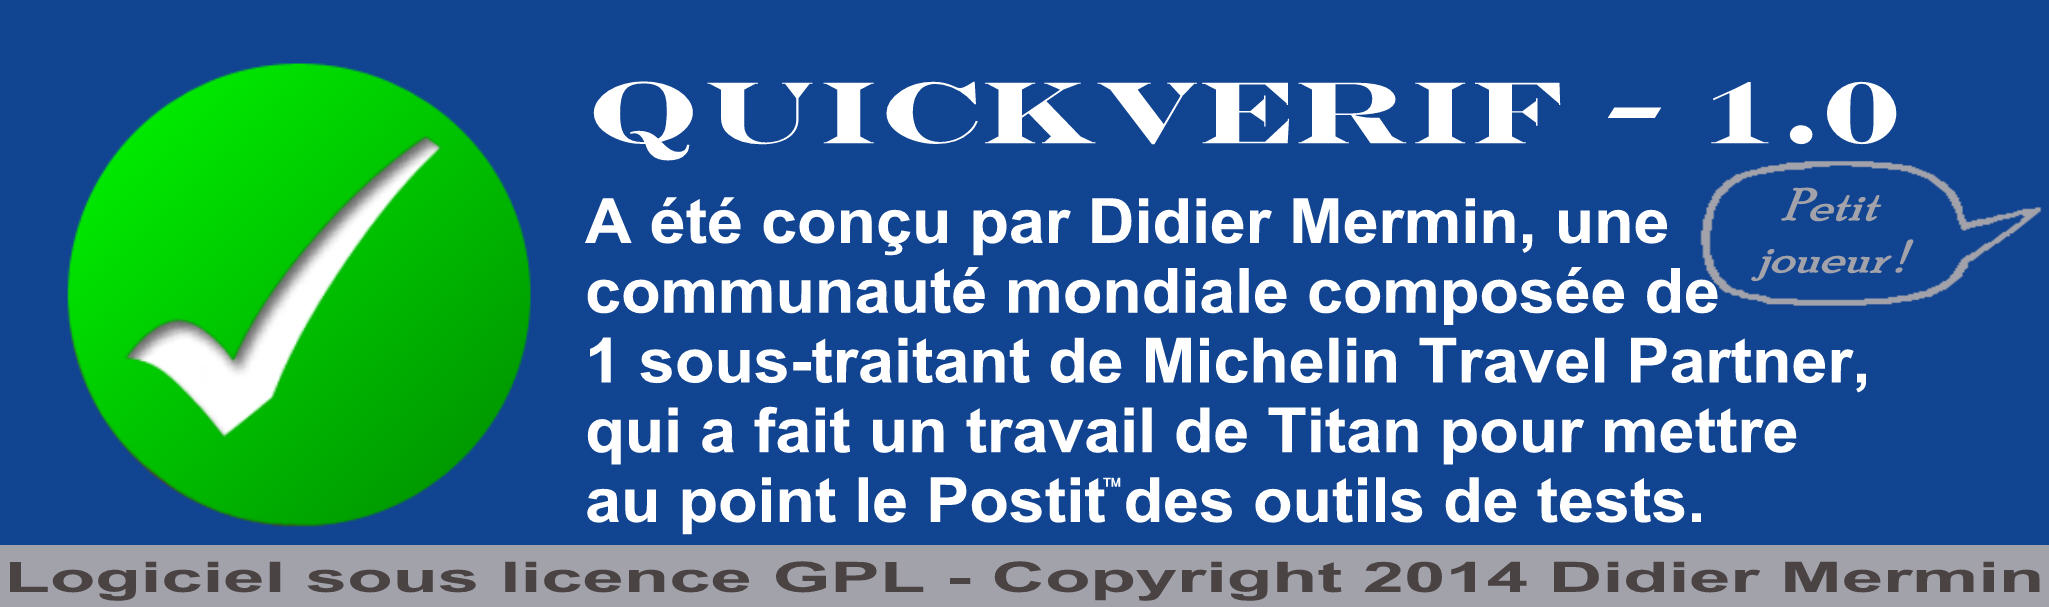 QUICKVERIF - 1.0
A été conçu par Didier Mermin, une
communauté mondiale composée de
1 sous-traitant de Michelin Travel Partner,
qui a fait un travail de Titan pour mettre
au point le Postit™ des outils de tests.
Petit
joueur!
Logiciel sous licence GPL - Copyright 2014 Didier Mermin